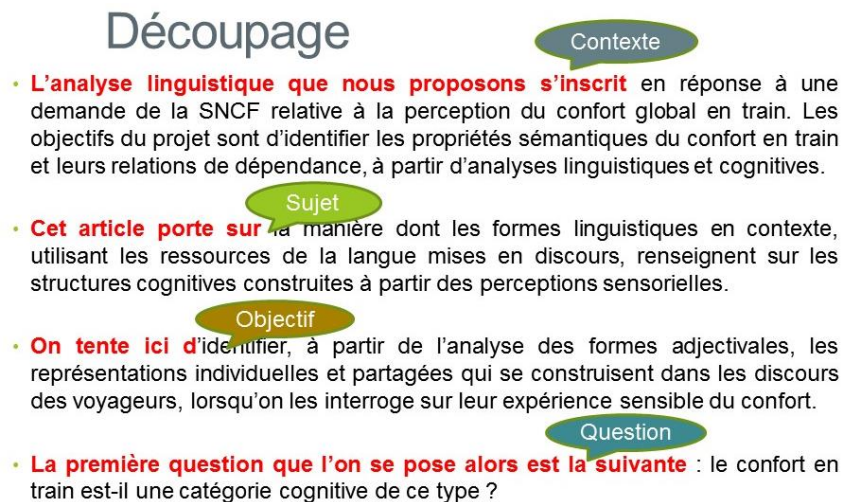 Découpage
Contexte
• L'analyse linguistique que nous proposons s'inscrit en réponse à une
demande de la SNCF relative à la perception du confort global en train. Les
objectifs du projet sont d'identifier les propriétés sémantiques du confort en train
et leurs relations de dépendance, à partir d'analyses linguistiques et cognitives.
Sujet
• Cet article porte sur la manière dont les formes linguistiques en contexte,
utilisant les ressources de la langue mises en discours, renseignent sur les
structures cognitives construites à partir des perceptions sensorielles.
Objectif
• On tente ici d'identifier, à partir de l'analyse des formes adjectivales, les
représentations individuelles et partagées qui se construisent dans les discours
des voyageurs, lorsqu'on les interroge sur leur expérience sensible du confort.
Question
• La première question que l'on se pose alors est la suivante : le confort en
train est-il une catégorie cognitive de ce type ?